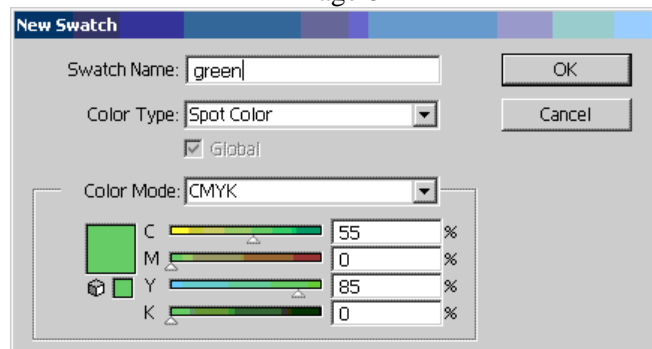 New Swatch
Swatch Name: green
OK
Color Type: Spot Color
Cancel
Global
Color Mode: CMYK
C 55 %
M 0 %
Y 85 %
K 0 %